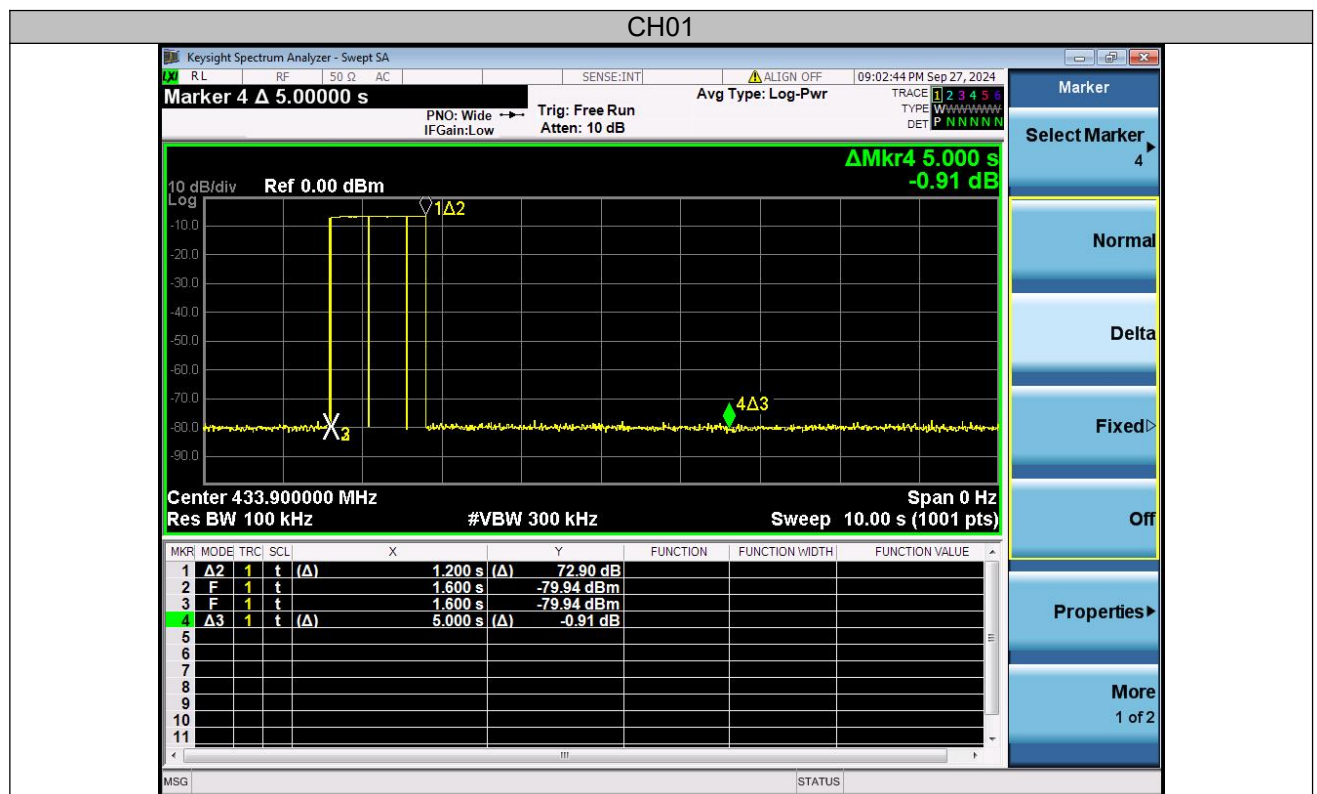 CH01
Keysight Spectrum Analyzer - Swept SA
LXI RL RF 50 Ω AC SENSE:INT ALIGN OFF 09:02:44 PM Sep 27, 2024
Marker 4 Δ 5.00000 s
Avg Type: Log-Pwr
TRACE 1 2 3 4 5 6
TYPE WWWWWW
DET P N N N N N
PNO: Wide Trig: Free Run
IFGain:Low Atten: 10 dB
ΔMkr4 5.000 s
-0.91 dB
10 dB/div Ref 0.00 dBm
Log
1Δ2
-10.0
-20.0
-30.0
-40.0
-50.0
-60.0
-70.0
4Δ3
-80.0
3
-90.0
Center 433.900000 MHz Span 0 Hz
Res BW 100 kHz #VBW 300 kHz Sweep 10.00 s (1001 pts)
MKR MODE TRC SCL X Y FUNCTION FUNCTION WIDTH FUNCTION VALUE
1 Δ2 1 t (Δ) 1.200 s (Δ) 72.90 dB
2 F 1 t 1.600 s -79.94 dBm
3 F 1 t 1.600 s -79.94 dBm
4 Δ3 1 t (Δ) 5.000 s (Δ) -0.91 dB
5
6
7
8
9
10
11
MSG STATUS
Marker
Select Marker
4
Normal
Delta
Fixed
Off
Properties
More
1 of 2